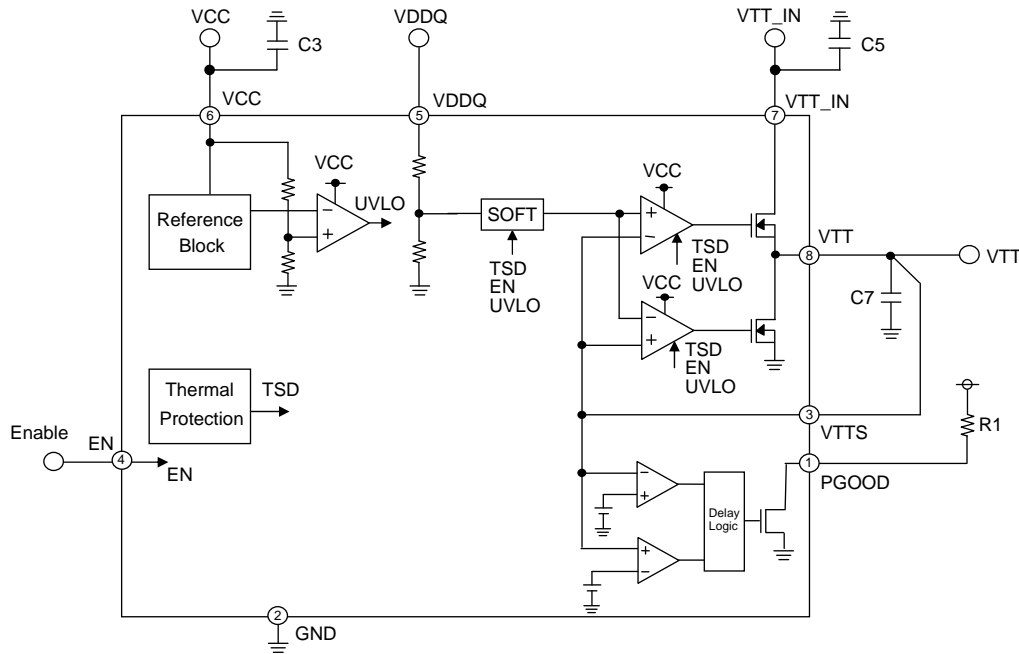 VCC
VDDQ
VTT_IN
C3
C5
VCC
VDDQ
VTT_IN
6
5
7
VCC
UVLO
Reference
Block
−
+
SOFT
TSD
EN
UVLO
VCC
+
−
TSD
EN
UVLO
VCC
−
+
TSD
EN
UVLO
VTT
8
VTT
C7
Thermal
Protection
TSD
3
VTTS
R1
Enable
EN
4
EN
1
PGOOD
−
+
Delay
Logic
+
−
2
GND